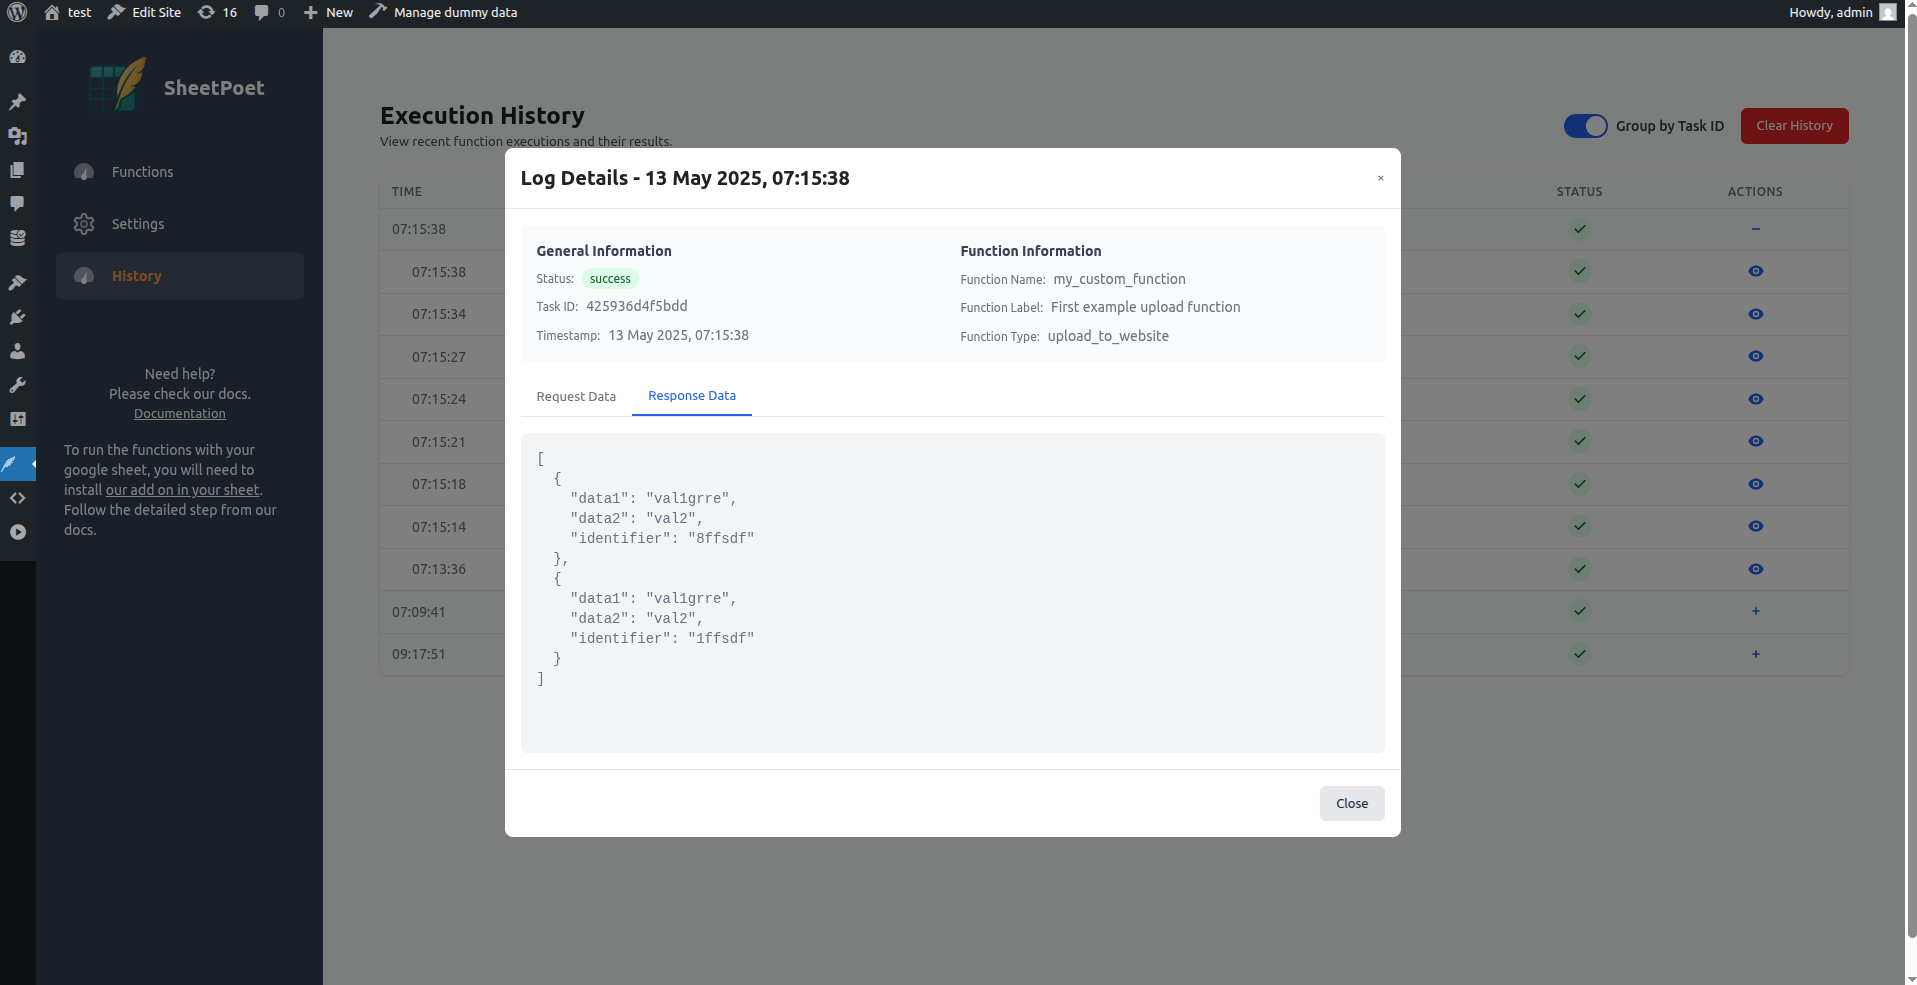 test
Edit Site
16
0
New
Manage dummy data
Howdy, admin
SheetPoet
Functions
Settings
History
Need help?
Please check our docs.
Documentation
To run the functions with your
google sheet, you will need to
install our add on in your sheet.
Follow the detailed step from our
docs.
Execution History
View recent function executions and their results.
Group by Task ID
Clear History
TIME
STATUS
ACTIONS
07:15:38
07:15:38
07:15:34
07:15:27
07:15:24
07:15:21
07:15:18
07:15:14
07:13:36
07:09:41
09:17:51
Log Details - 13 May 2025, 07:15:38
×
General Information
Status: success
Task ID: 425936d4f5bdd
Timestamp: 13 May 2025, 07:15:38
Function Information
Function Name: my_custom_function
Function Label: First example upload function
Function Type: upload_to_website
Request Data
Response Data
[
  {
    "data1": "val1grre",
    "data2": "val2",
    "identifier": "8ffsdf"
  },
  {
    "data1": "val1grre",
    "data2": "val2",
    "identifier": "1ffsdf"
  }
]
Close